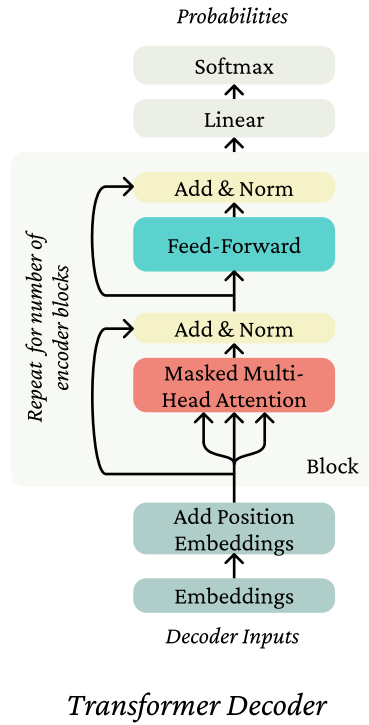 Probabilities
Softmax
Linear
Add & Norm
Feed-Forward
Repeat for number of
encoder blocks
Add & Norm
Masked Multi-
Head Attention
Block
Add Position
Embeddings
Embeddings
Decoder Inputs
Transformer Decoder